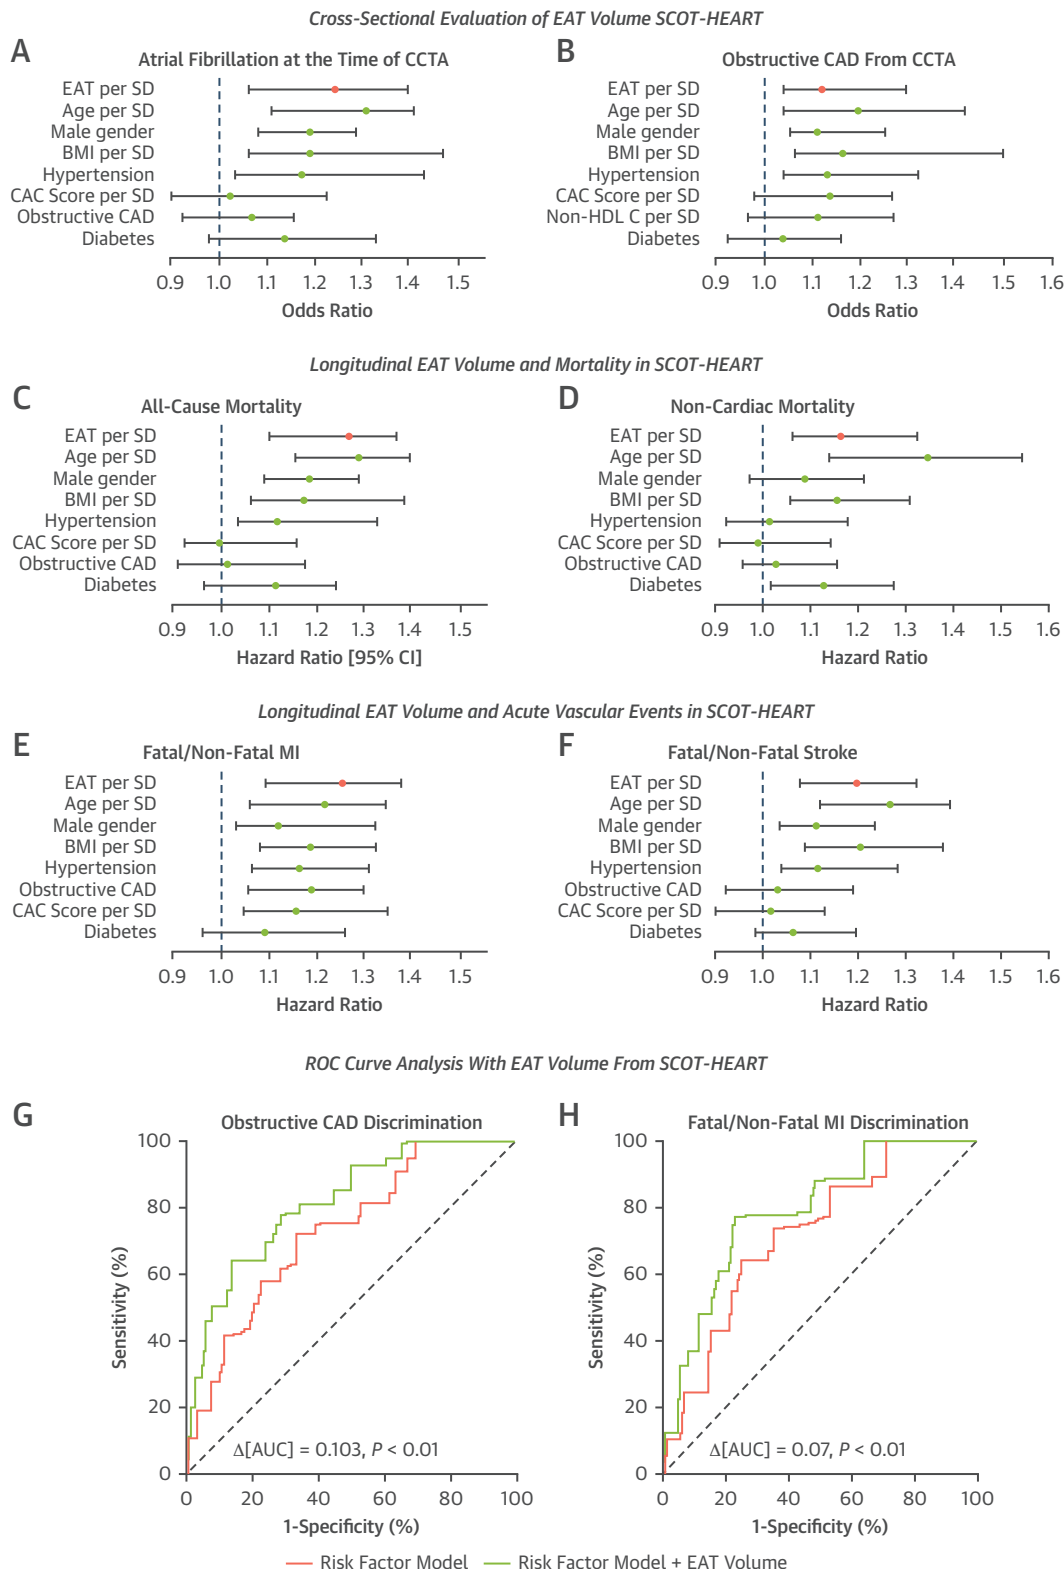 Cross-Sectional Evaluation of EAT Volume SCOT-HEART
A
Atrial Fibrillation at the Time of CCTA
EAT per SD
Age per SD
Male gender
BMI per SD
Hypertension
CAC Score per SD
Obstructive CAD
Diabetes
0.9 1.0 1.1 1.2 1.3 1.4 1.5
Odds Ratio
B
Obstructive CAD From CCTA
EAT per SD
Age per SD
Male gender
BMI per SD
Hypertension
CAC Score per SD
Non-HDL C per SD
Diabetes
0.9 1.0 1.1 1.2 1.3 1.4 1.5 1.6
Odds Ratio
Longitudinal EAT Volume and Mortality in SCOT-HEART
C
All-Cause Mortality
EAT per SD
Age per SD
Male gender
BMI per SD
Hypertension
CAC Score per SD
Obstructive CAD
Diabetes
0.9 1.0 1.1 1.2 1.3 1.4 1.5
Hazard Ratio [95% CI]
D
Non-Cardiac Mortality
EAT per SD
Age per SD
Male gender
BMI per SD
Hypertension
CAC Score per SD
Obstructive CAD
Diabetes
0.9 1.0 1.1 1.2 1.3 1.4 1.5 1.6
Hazard Ratio
Longitudinal EAT Volume and Acute Vascular Events in SCOT-HEART
E
Fatal/Non-Fatal MI
EAT per SD
Age per SD
Male gender
BMI per SD
Hypertension
Obstructive CAD
CAC Score per SD
Diabetes
0.9 1.0 1.1 1.2 1.3 1.4 1.5
Hazard Ratio
F
Fatal/Non-Fatal Stroke
EAT per SD
Age per SD
Male gender
BMI per SD
Hypertension
Obstructive CAD
CAC Score per SD
Diabetes
0.9 1.0 1.1 1.2 1.3 1.4 1.5 1.6
Hazard Ratio
ROC Curve Analysis With EAT Volume From SCOT-HEART
G
Obstructive CAD Discrimination
Sensitivity (%)
100
80
60
40
20
0
Δ[AUC] = 0.103, P < 0.01
0 20 40 60 80 100
1-Specificity (%)
H
Fatal/Non-Fatal MI Discrimination
Sensitivity (%)
100
80
60
40
20
0
Δ[AUC] = 0.07, P < 0.01
0 20 40 60 80 100
1-Specificity (%)
Risk Factor Model
Risk Factor Model + EAT Volume